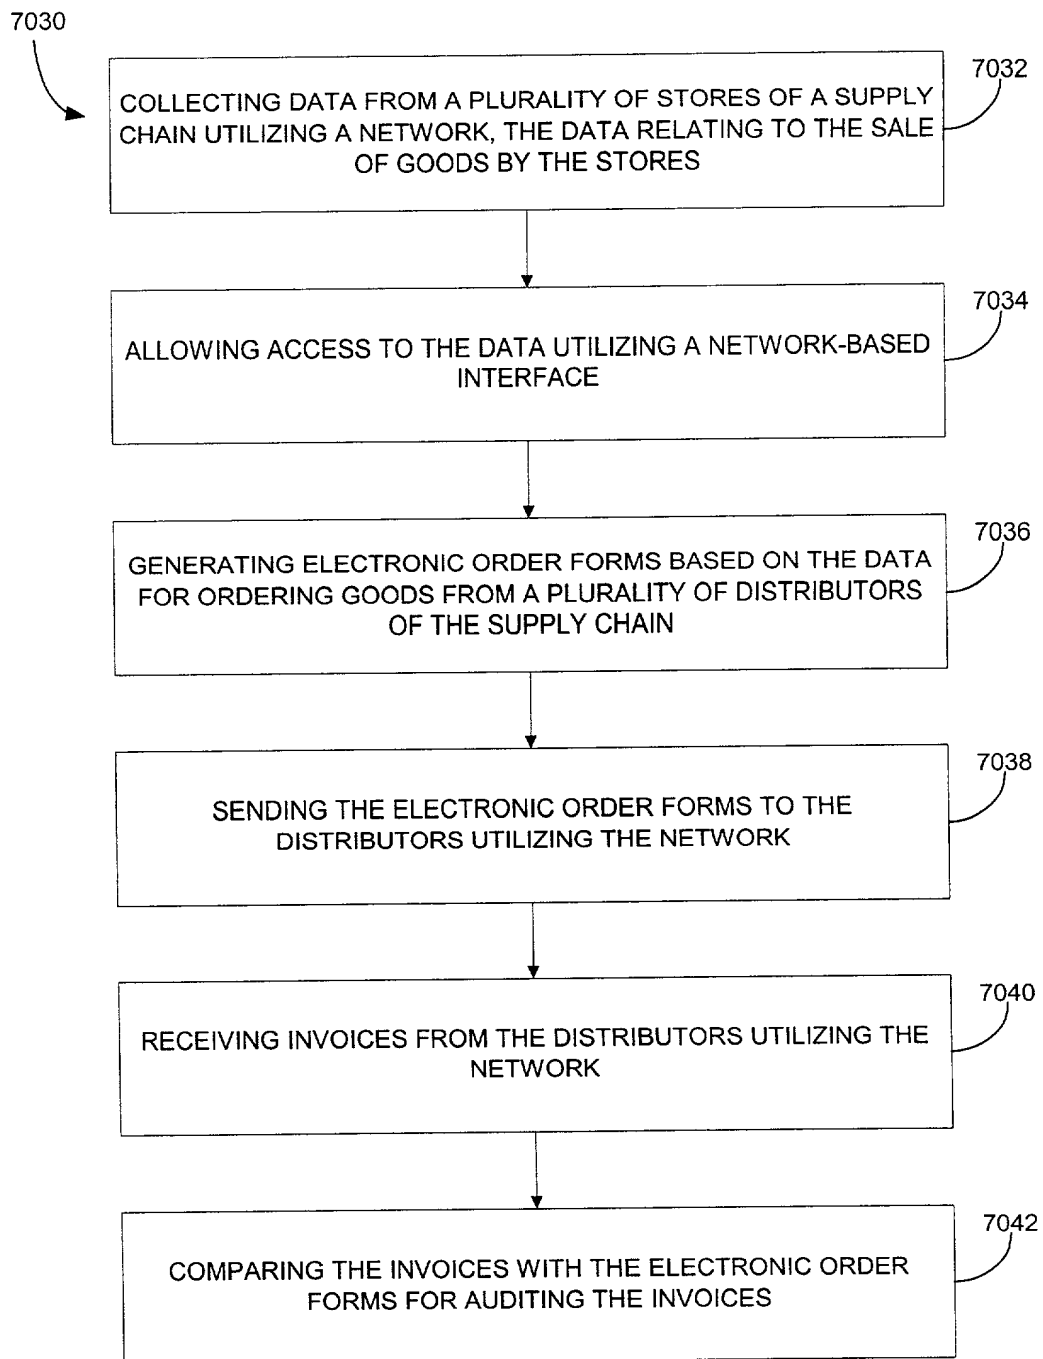 7030
7032
COLLECTING DATA FROM A PLURALITY OF STORES OF A SUPPLY
CHAIN UTILIZING A NETWORK, THE DATA RELATING TO THE SALE
OF GOODS BY THE STORES
7034
ALLOWING ACCESS TO THE DATA UTILIZING A NETWORK-BASED
INTERFACE
7036
GENERATING ELECTRONIC ORDER FORMS BASED ON THE DATA
FOR ORDERING GOODS FROM A PLURALITY OF DISTRIBUTORS
OF THE SUPPLY CHAIN
7038
SENDING THE ELECTRONIC ORDER FORMS TO THE
DISTRIBUTORS UTILIZING THE NETWORK
7040
RECEIVING INVOICES FROM THE DISTRIBUTORS UTILIZING THE
NETWORK
7042
COMPARING THE INVOICES WITH THE ELECTRONIC ORDER
FORMS FOR AUDITING THE INVOICES